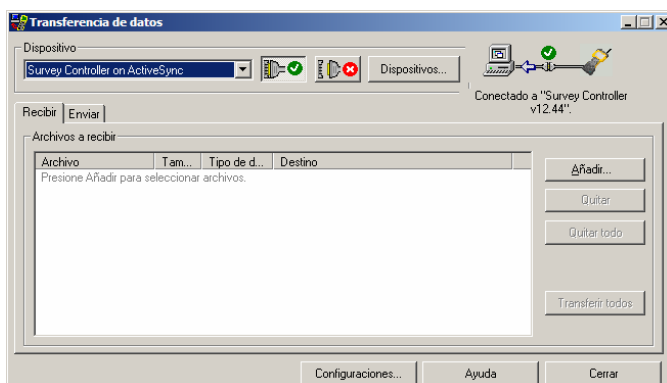 Transferencia de datos
Dispositivo
Survey Controller on ActiveSync
Dispositivos...
Conectado a "Survey Controller
v12.44".
Recibir
Enviar
Archivos a recibir
Archivo Tam... Tipo de d... Destino
Presione Añadir para seleccionar archivos.
Añadir...
Quitar
Quitar todo
Transferir todos
Configuraciones...
Ayuda
Cerrar